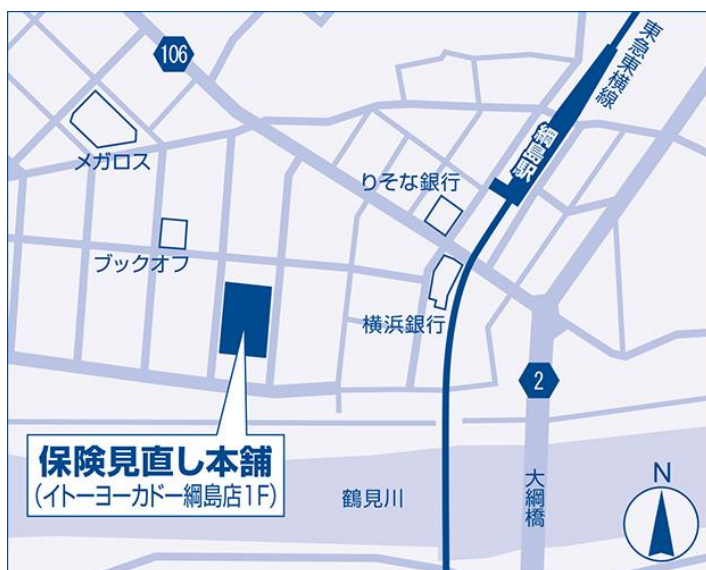 106
東急東横線
綱島駅
メガロス
りそな銀行
ブックオフ
横浜銀行
2
保険見直し本舗
(イトーヨーカドー綱島店1F)
鶴見川
大綱橋
N